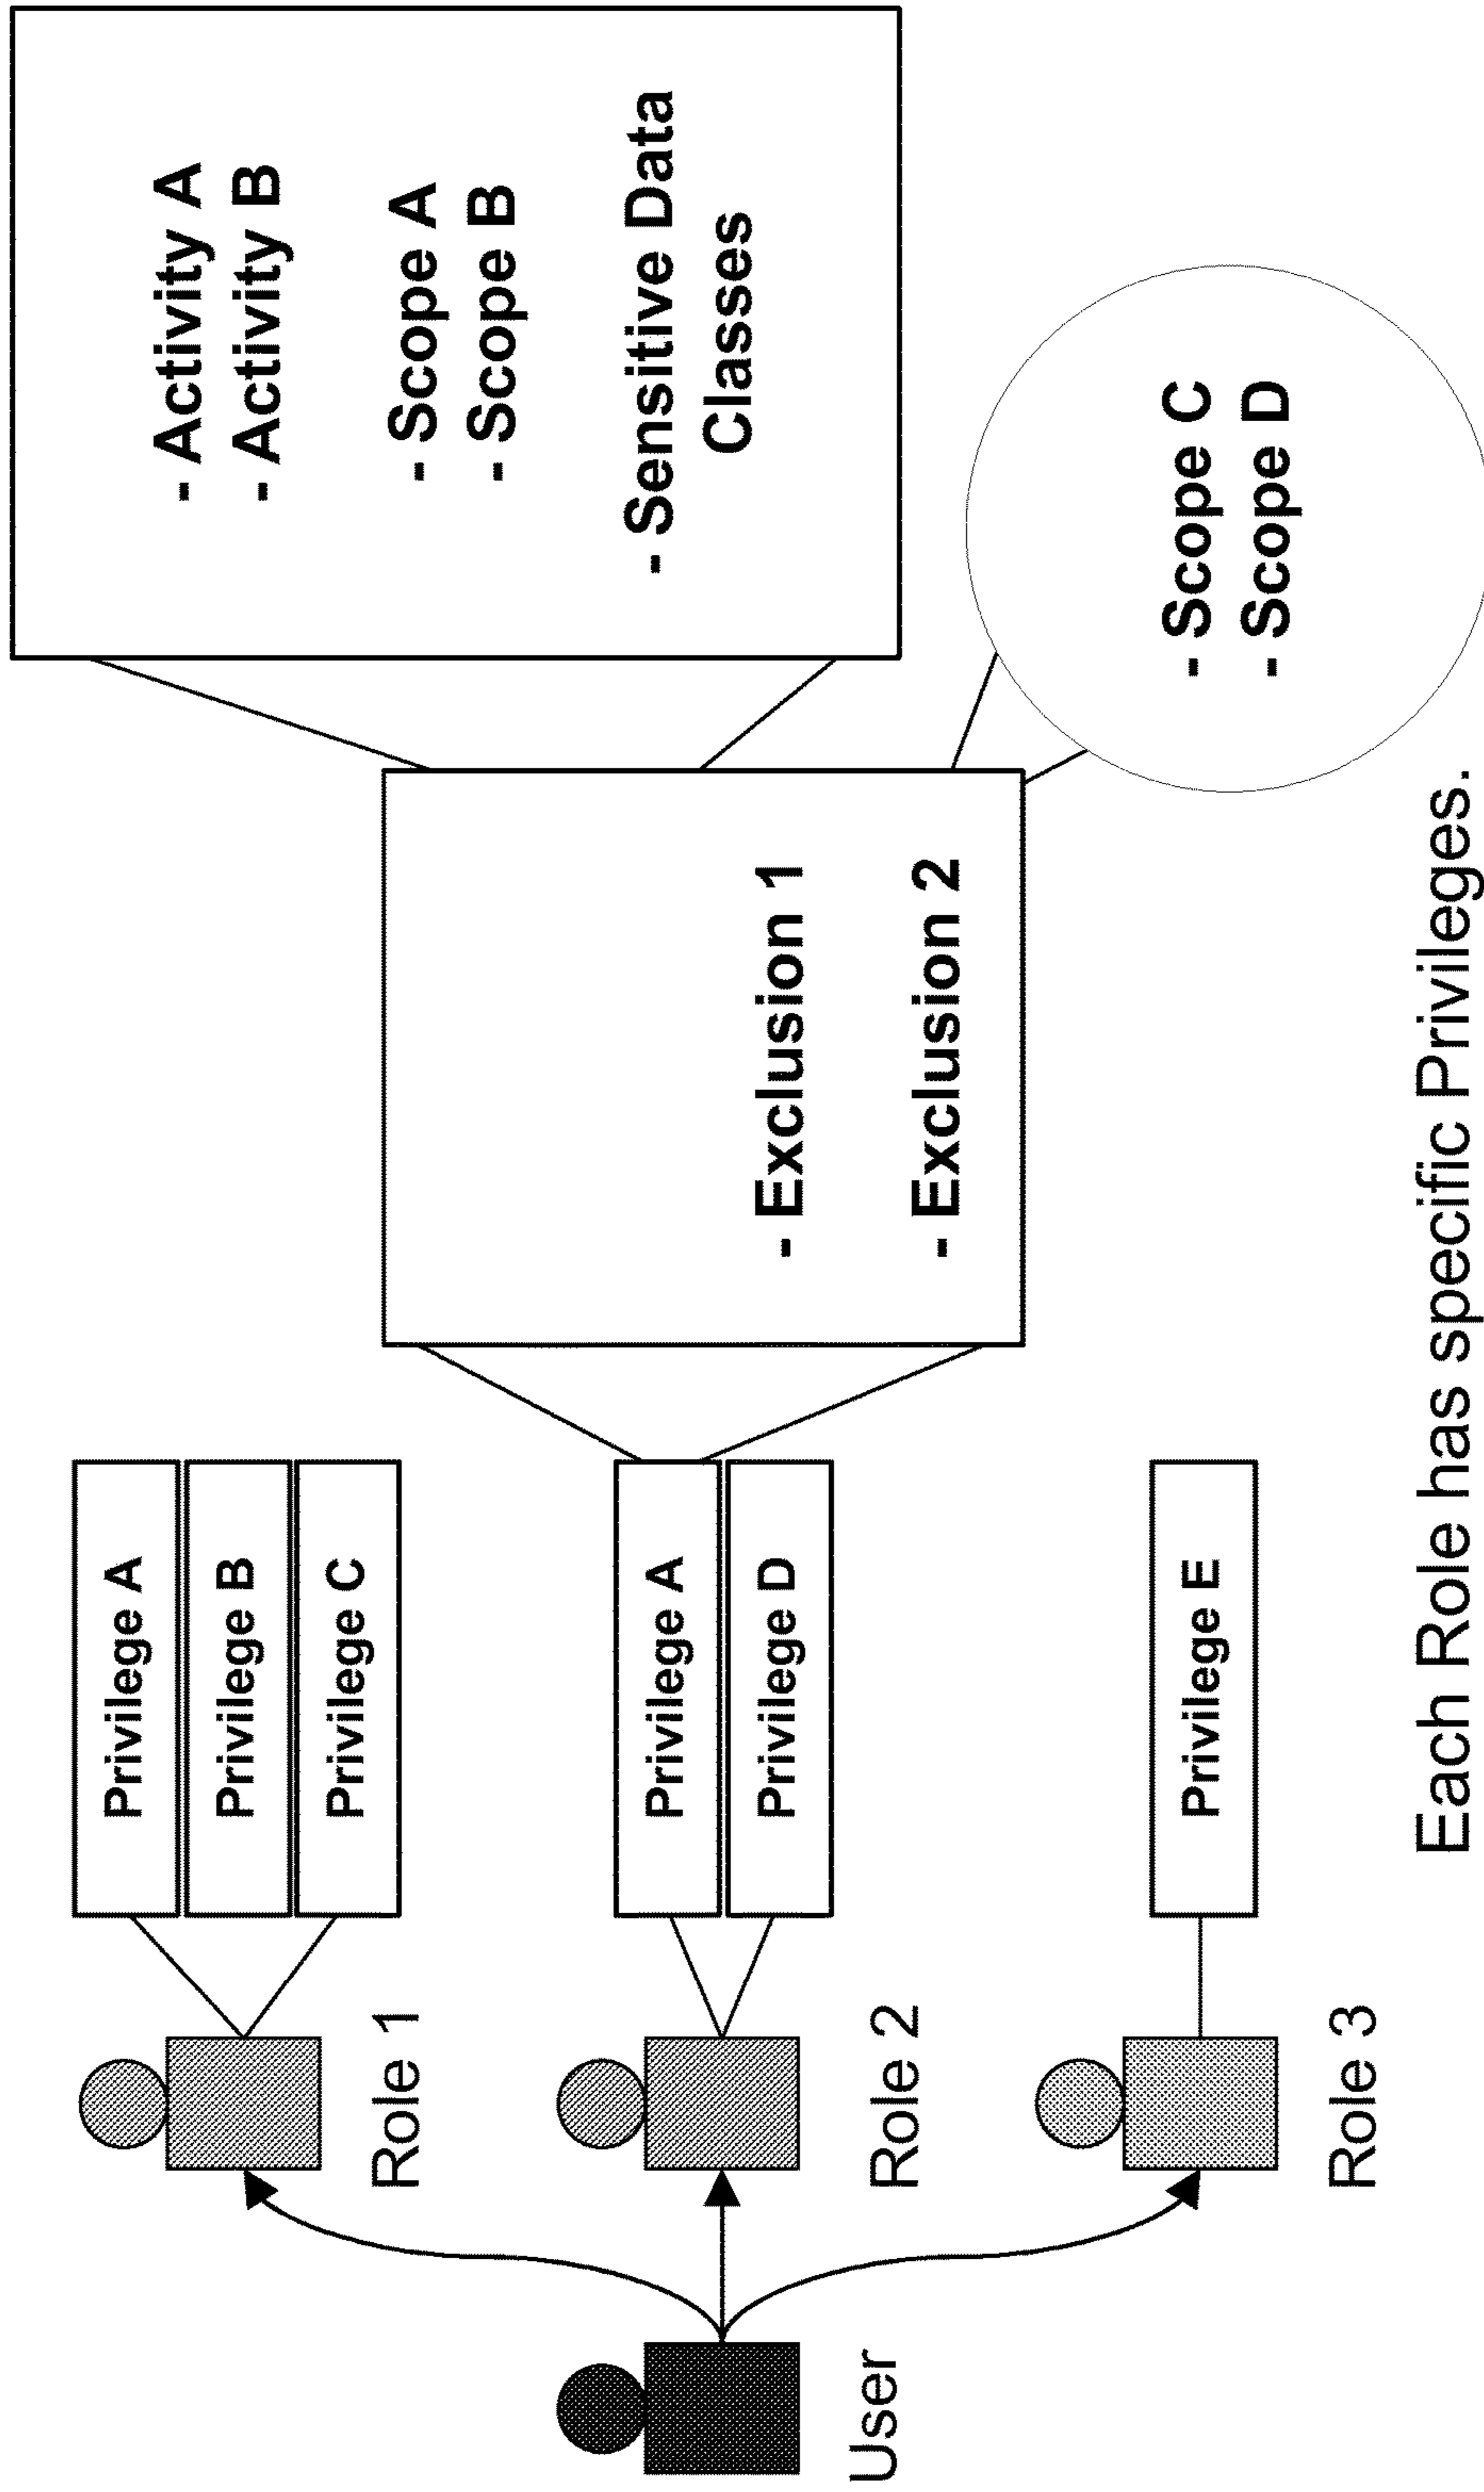 User
Role 1
Role 2
Role 3
Privilege A
Privilege B
Privilege C
Privilege A
Privilege D
Privilege E
- Exclusion 1
- Exclusion 2
- Activity A
- Activity B
- Scope A
- Scope B
- Sensitive Data
Classes
- Scope C
- Scope D
Each Role has specific Privileges.